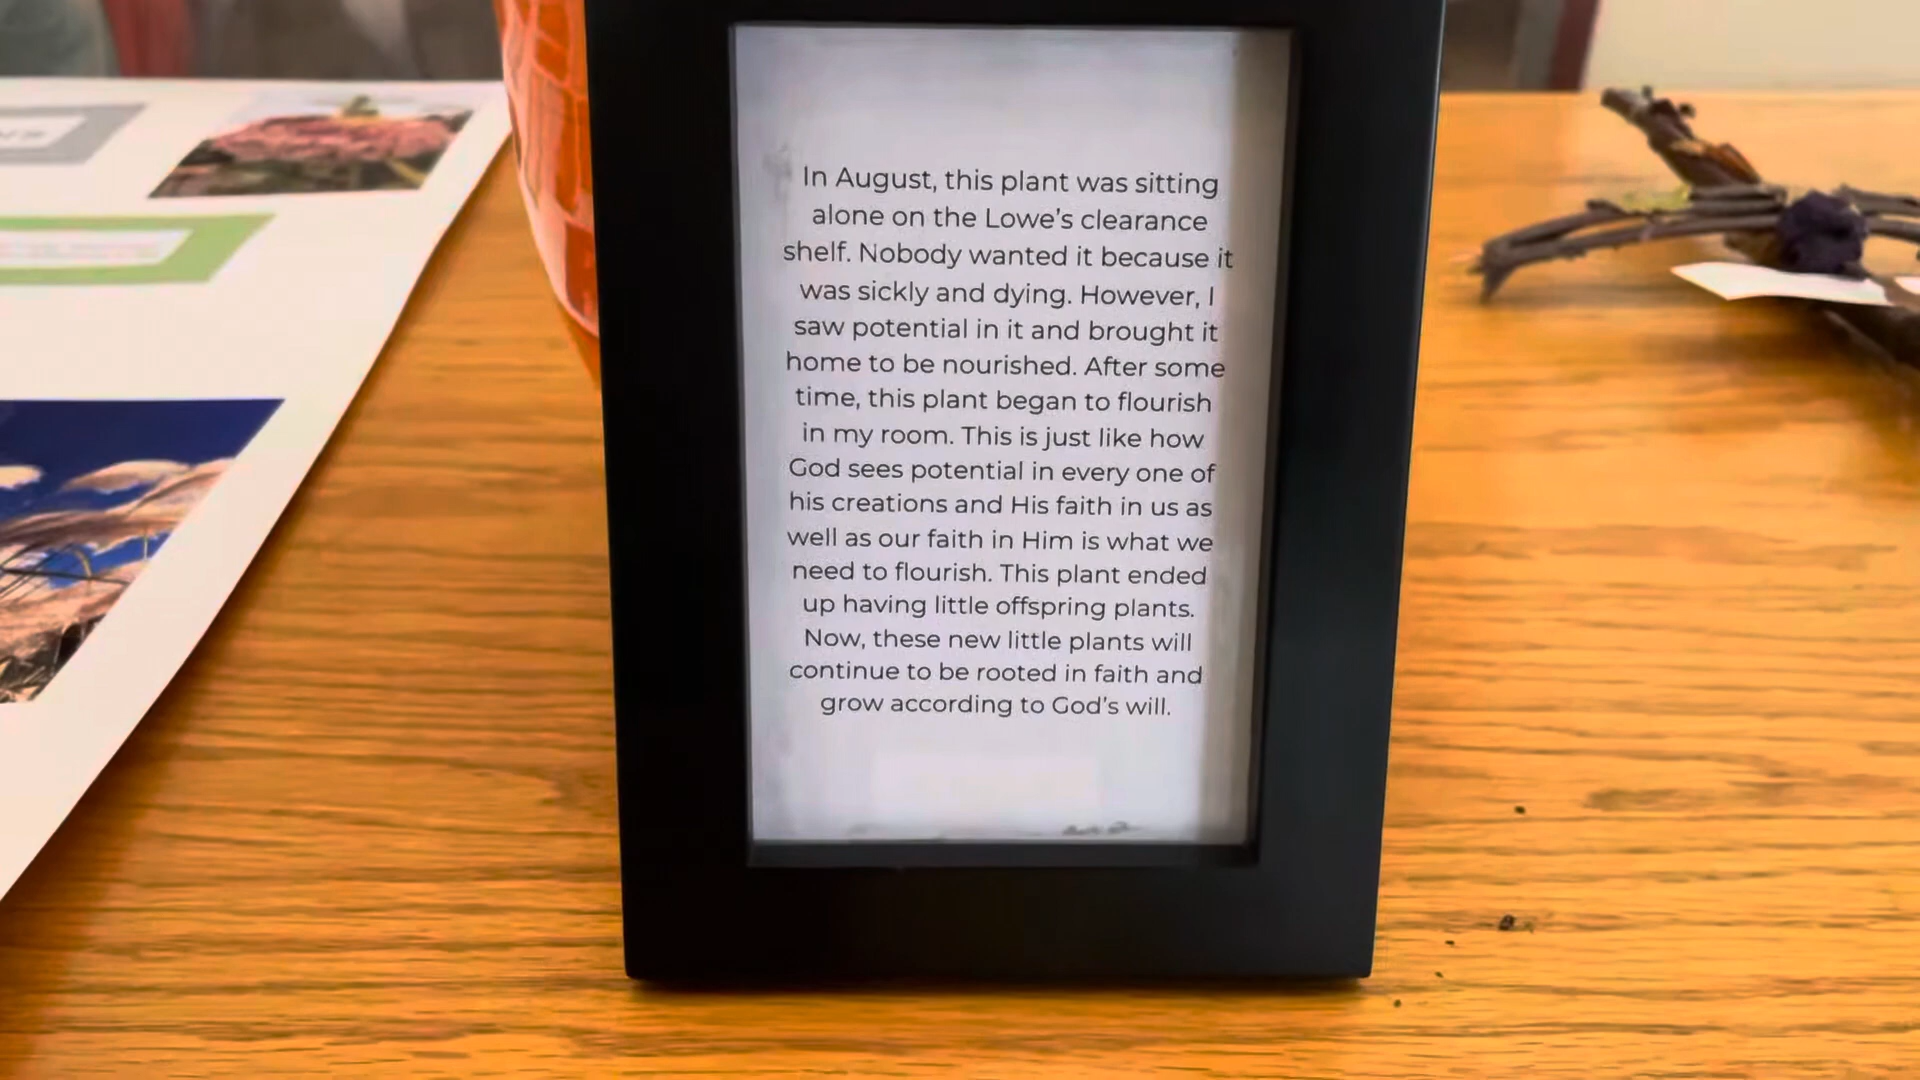 In August, this plant was sitting
alone on the Lowe's clearance
shelf. Nobody wanted it because it
was sickly and dying. However, I
saw potential in it and brought it
home to be nourished. After some
time, this plant began to flourish
in my room. This is just like how
God sees potential in every one of
his creations and His faith in us as
well as our faith in Him is what we
need to flourish. This plant ended
up having little offspring plants.
Now, these new little plants will
continue to be rooted in faith and
grow according to God's will.